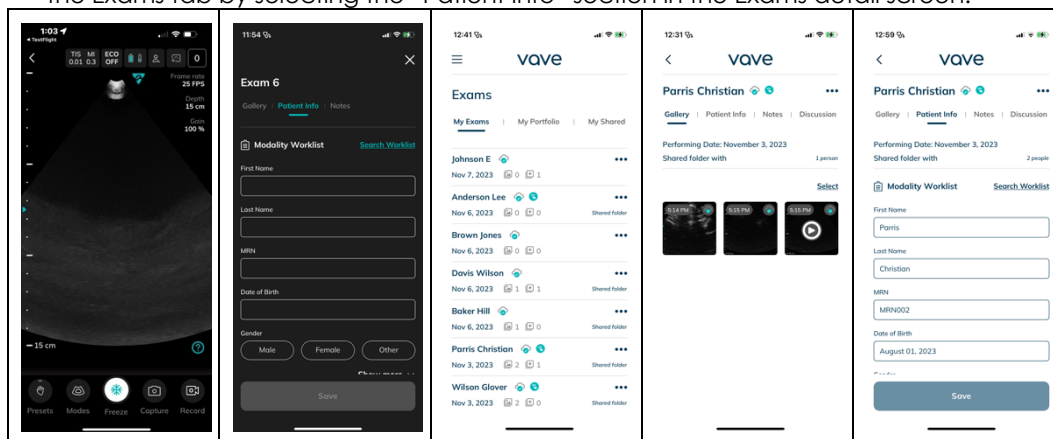 the Exams tab by selecting the "Patient Info" section in the Exams detail screen.
1:03
TestFlight
TIS MI ECO
0.01 0.3 OFF 0
Frame rate
25 FPS
Depth
15 cm
Gain
100 %
15 cm
Presets Modes Freeze Capture Record
11:54
Exam 6
Gallery | Patient Info | Notes
Modality Worklist Search Worklist
First Name
Last Name
MRN
Date of Birth
Gender
Male Female Other
Show more
Save
12:41
vave
Exams
My Exams | My Portfolio | My Shared
Johnson E
Nov 7, 2023 0 1
Anderson Lee
Nov 6, 2023 0 0 Shared folder
Brown Jones
Nov 6, 2023 0 0
Davis Wilson
Nov 6, 2023 1 1 Shared folder
Baker Hill
Nov 6, 2023 1 0 Shared folder
Parris Christian
Nov 3, 2023 2 1 Shared folder
Wilson Glover
Nov 3, 2023 2 0 Shared folder
12:31
vave
Parris Christian
Gallery | Patient Info | Notes | Discussion
Performing Date: November 3, 2023
Shared folder with 1 person
Select
5:14 PM 5:15 PM 5:15 PM
12:59
vave
Parris Christian
Gallery | Patient Info | Notes | Discussion
Performing Date: November 3, 2023
Shared folder with 2 people
Modality Worklist Search Worklist
First Name
Parris
Last Name
Christian
MRN
MRN002
Date of Birth
August 01, 2023
Gender
Save